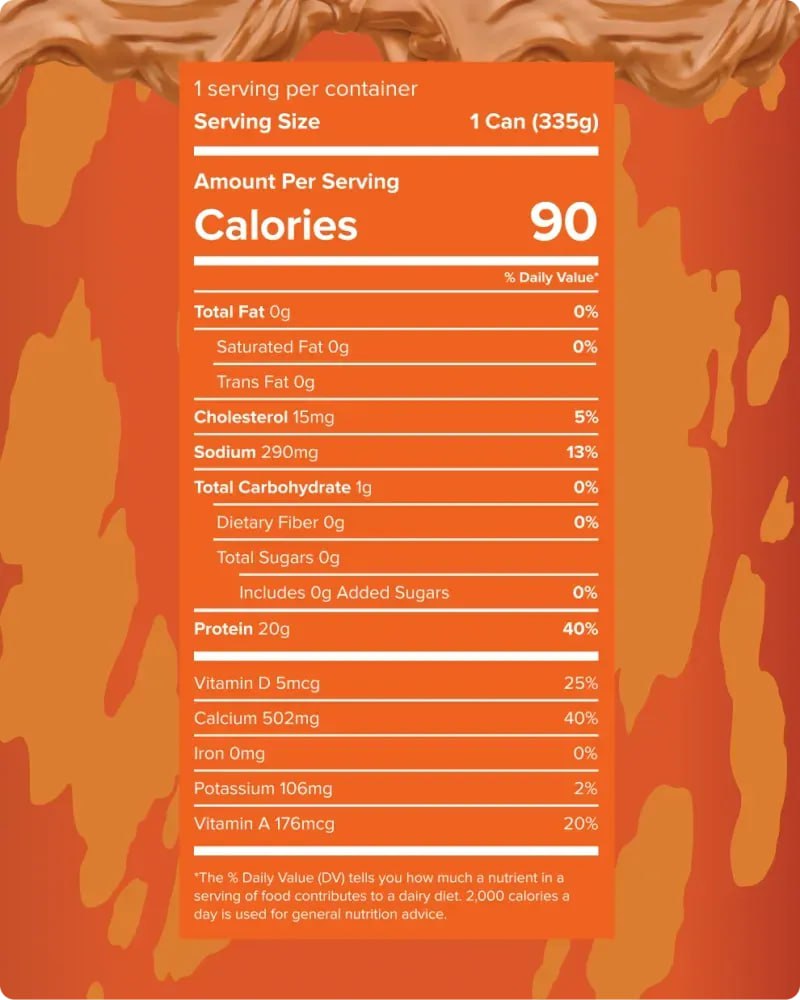 1 serving per container
Serving Size 1 Can (335g)
Amount Per Serving
Calories 90
% Daily Value*
Total Fat 0g 0%
Saturated Fat 0g 0%
Trans Fat 0g
Cholesterol 15mg 5%
Sodium 290mg 13%
Total Carbohydrate 1g 0%
Dietary Fiber 0g 0%
Total Sugars 0g
Includes 0g Added Sugars 0%
Protein 20g 40%
Vitamin D 5mcg 25%
Calcium 502mg 40%
Iron 0mg 0%
Potassium 106mg 2%
Vitamin A 176mcg 20%
*The % Daily Value (DV) tells you how much a nutrient in a
serving of food contributes to a dairy diet. 2,000 calories a
day is used for general nutrition advice.